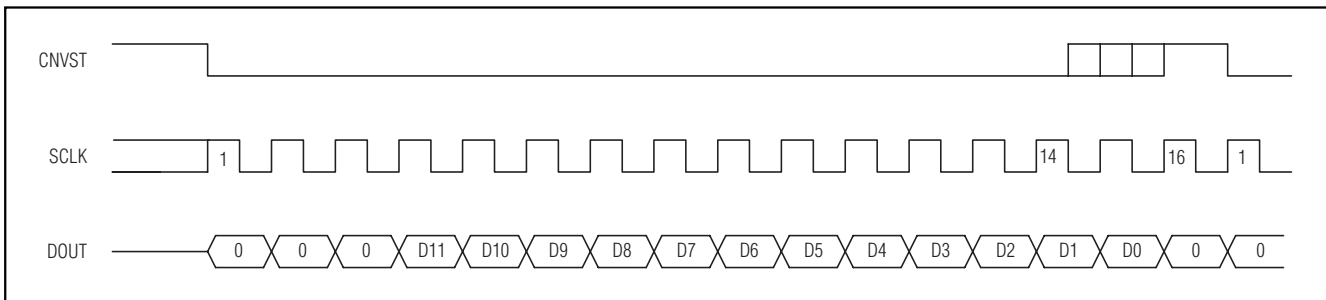 CNVST
SCLK 1 14 16 1
DOUT 0 0 0 D11 D10 D9 D8 D7 D6 D5 D4 D3 D2 D1 D0 0 0